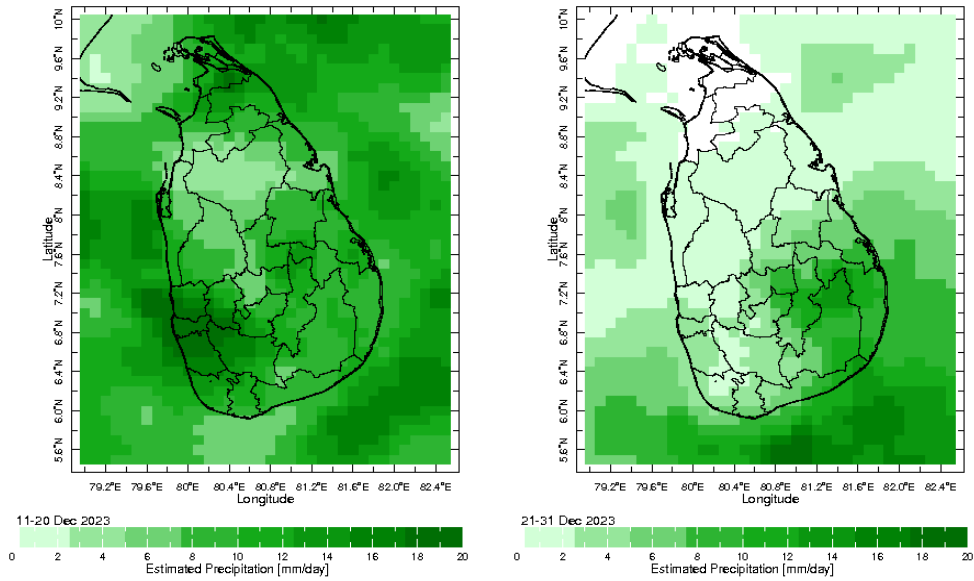 10°N
9.6°N
9.2°N
8.8°N
8.4°N
8°N
7.6°N
7.2°N
6.8°N
6.4°N
6.0°N
5.6°N
Latitude
79.2°E 79.6°E 80°E 80.4°E 80.8°E 81.2°E 81.6°E 82.0°E 82.4°E
Longitude
11-20 Dec 2023
0 2 4 6 8 10 12 14 16 18 20
Estimated Precipitation [mm/day]
10°N
9.6°N
9.2°N
8.8°N
8.4°N
8°N
7.6°N
7.2°N
6.8°N
6.4°N
6.0°N
5.6°N
Latitude
79.2°E 79.6°E 80°E 80.4°E 80.8°E 81.2°E 81.6°E 82.0°E 82.4°E
Longitude
21-31 Dec 2023
0 2 4 6 8 10 12 14 16 18 20
Estimated Precipitation [mm/day]